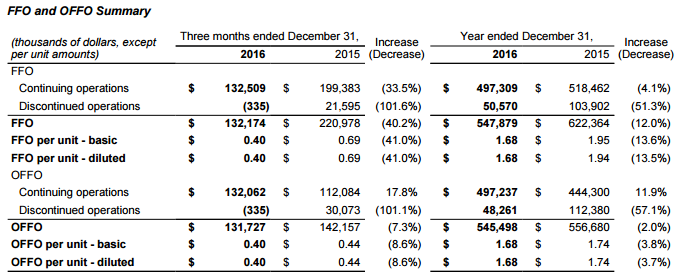 FFO and OFFO Summary
Three months ended December 31, Year ended December 31,
(thousands of dollars, except per unit amounts) 2016 2015 Increase (Decrease) 2016 2015 Increase (Decrease)
FFO
Continuing operations $ 132,509 $ 199,383 (33.5%) $ 497,309 $ 518,462 (4.1%)
Discontinued operations (335) 21,595 (101.6%) 50,570 103,902 (51.3%)
FFO $ 132,174 $ 220,978 (40.2%) $ 547,879 $ 622,364 (12.0%)
FFO per unit - basic $ 0.40 $ 0.69 (41.0%) $ 1.68 $ 1.95 (13.6%)
FFO per unit - diluted $ 0.40 $ 0.69 (41.0%) $ 1.68 $ 1.94 (13.5%)
OFFO
Continuing operations $ 132,062 $ 112,084 17.8% $ 497,237 $ 444,300 11.9%
Discontinued operations (335) 30,073 (101.1%) 48,261 112,380 (57.1%)
OFFO $ 131,727 $ 142,157 (7.3%) $ 545,498 $ 556,680 (2.0%)
OFFO per unit - basic $ 0.40 $ 0.44 (8.6%) $ 1.68 $ 1.74 (3.8%)
OFFO per unit - diluted $ 0.40 $ 0.44 (8.6%) $ 1.68 $ 1.74 (3.7%)